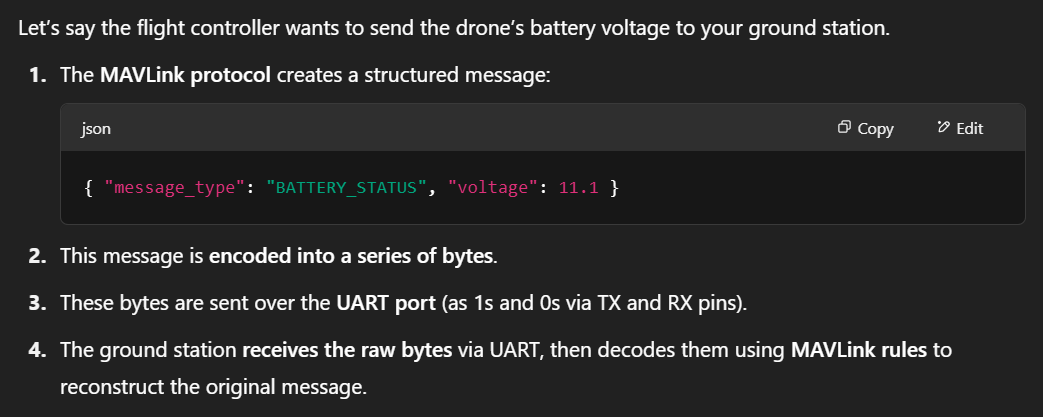 Let’s say the flight controller wants to send the drone’s battery voltage to your ground station.
1. The MAVLink protocol creates a structured message:
json Copy Edit
{ "message_type": "BATTERY_STATUS", "voltage": 11.1 }
2. This message is encoded into a series of bytes.
3. These bytes are sent over the UART port (as 1s and 0s via TX and RX pins).
4. The ground station receives the raw bytes via UART, then decodes them using MAVLink rules to
reconstruct the original message.